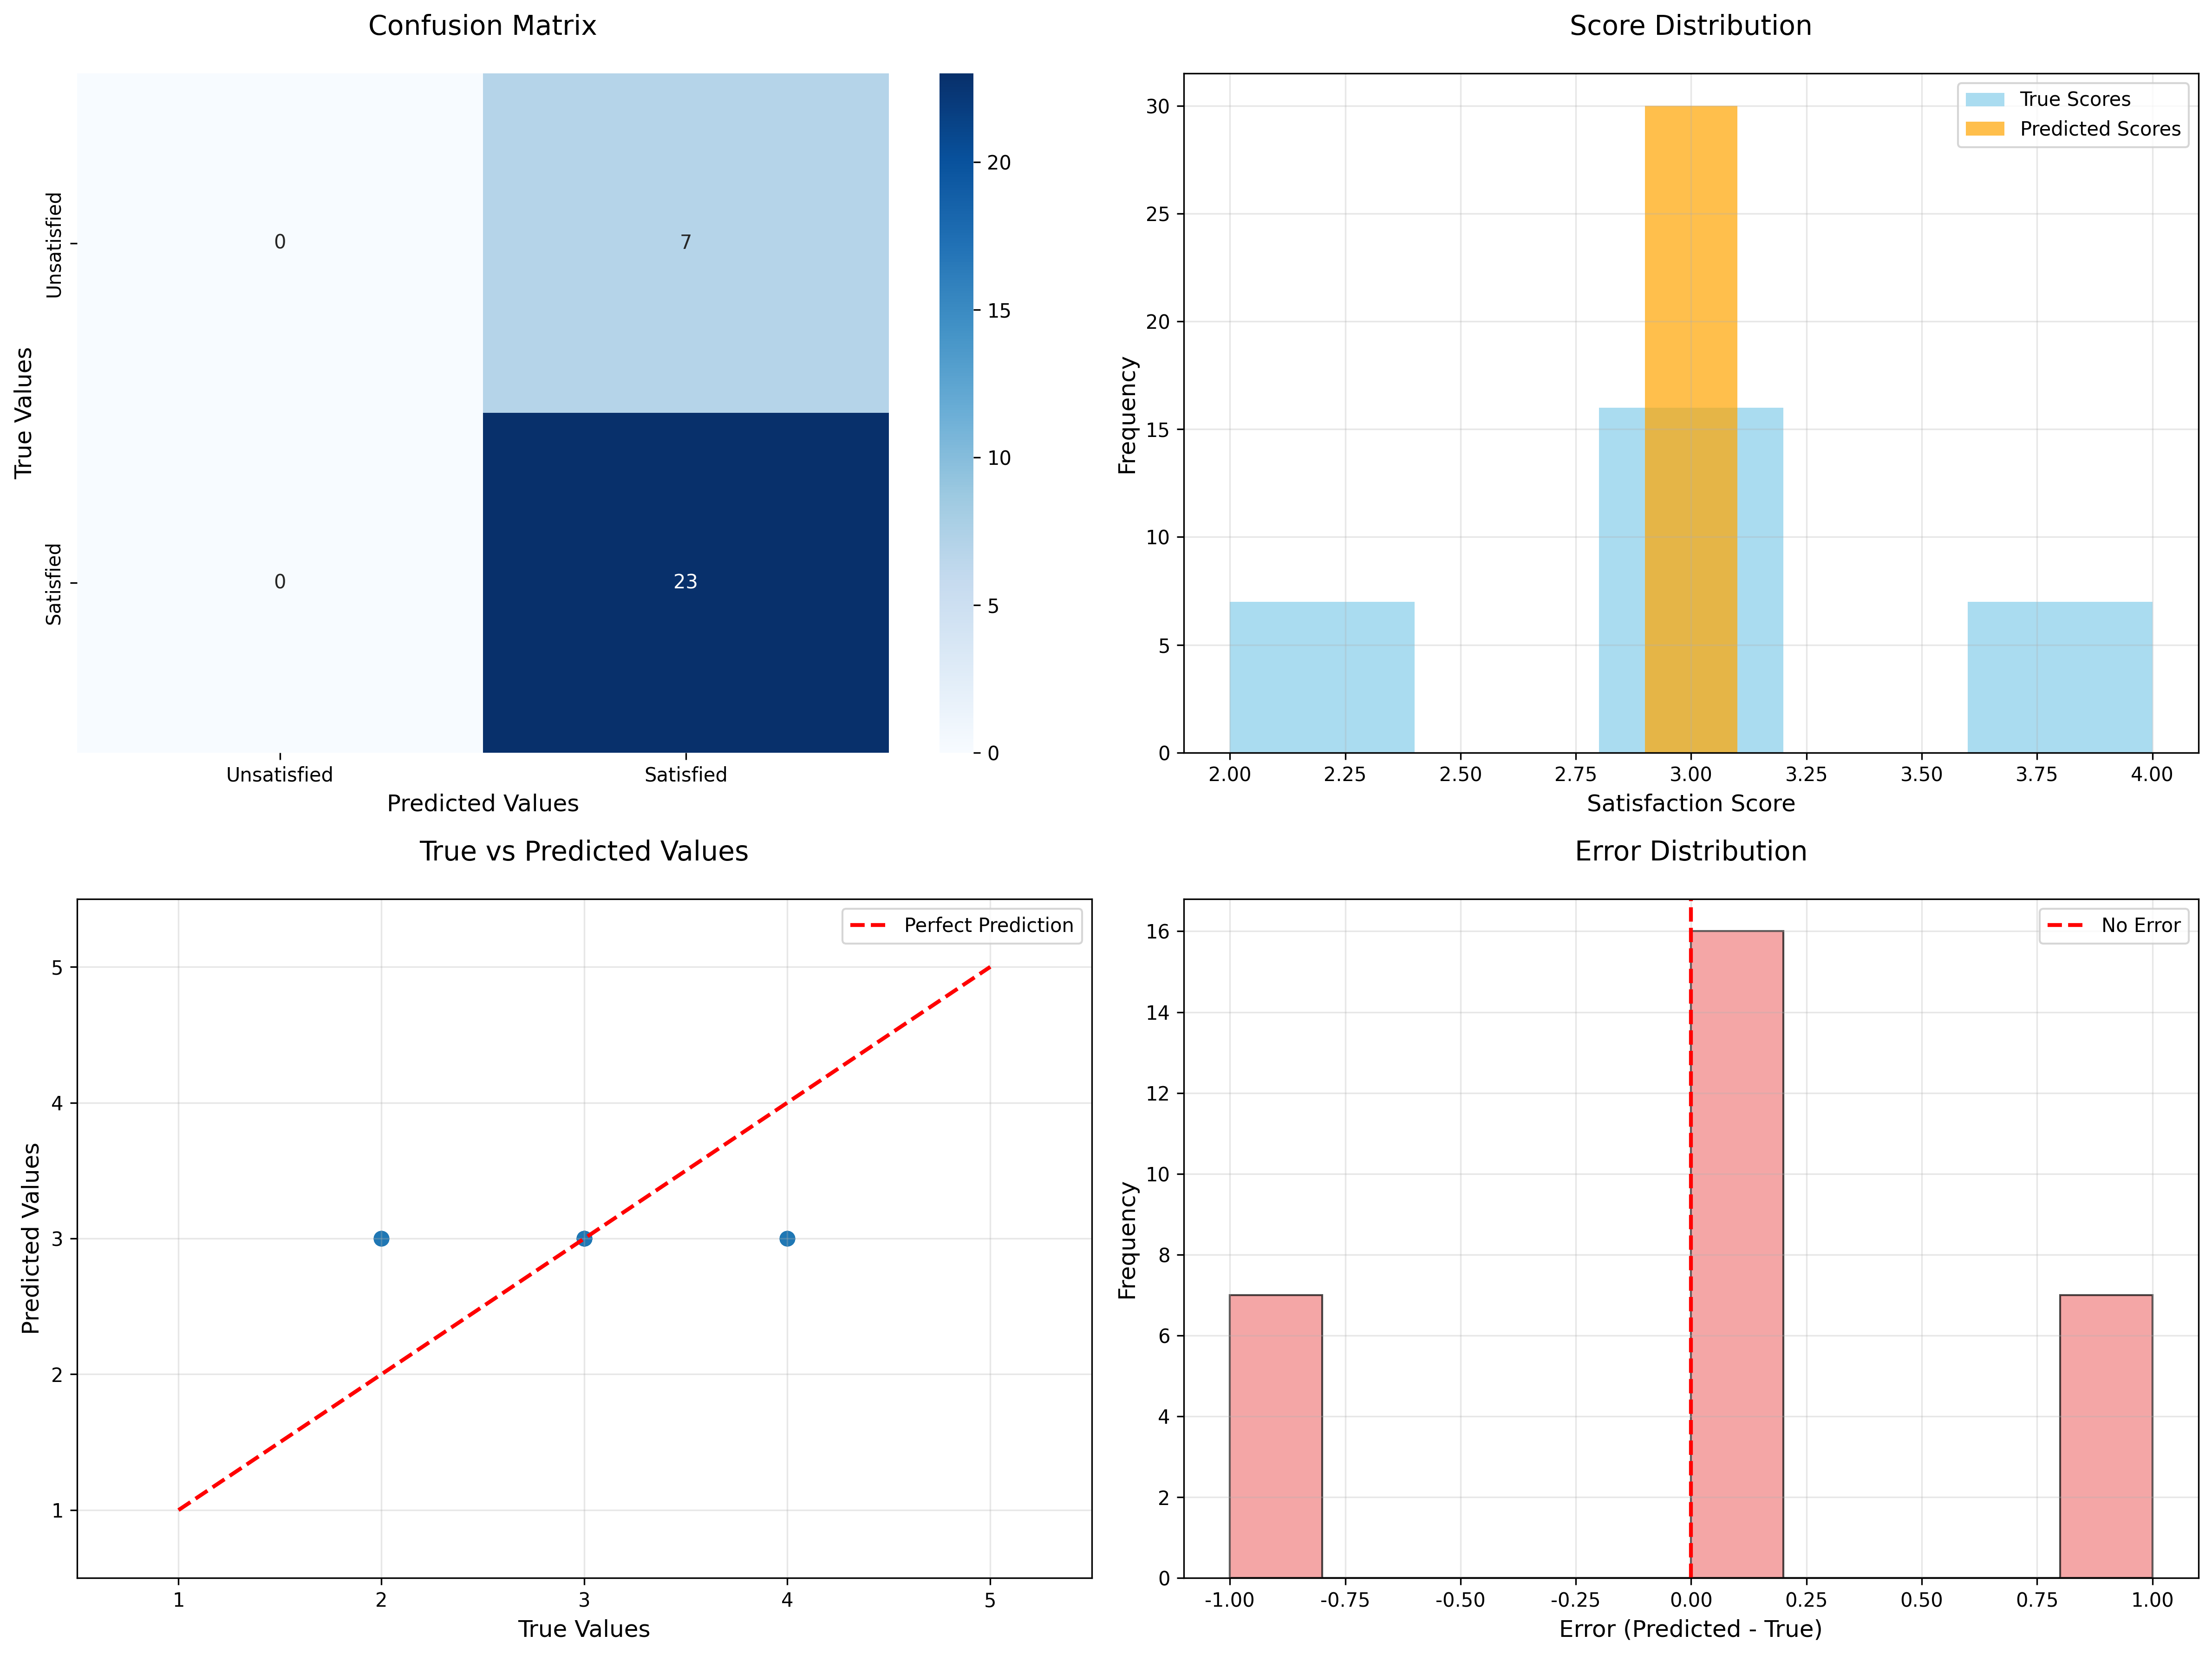 Confusion Matrix
Unsatisfied
Satisfied
True Values
0
7
0
23
Unsatisfied
Satisfied
Predicted Values
20
15
10
5
0
Score Distribution
True Scores
Predicted Scores
30
25
20
15
10
5
0
Frequency
2.00 2.25 2.50 2.75 3.00 3.25 3.50 3.75 4.00
Satisfaction Score
True vs Predicted Values
Perfect Prediction
5
4
3
2
1
Predicted Values
1 2 3 4 5
True Values
Error Distribution
No Error
16
14
12
10
8
6
4
2
0
Frequency
-1.00 -0.75 -0.50 -0.25 0.00 0.25 0.50 0.75 1.00
Error (Predicted - True)